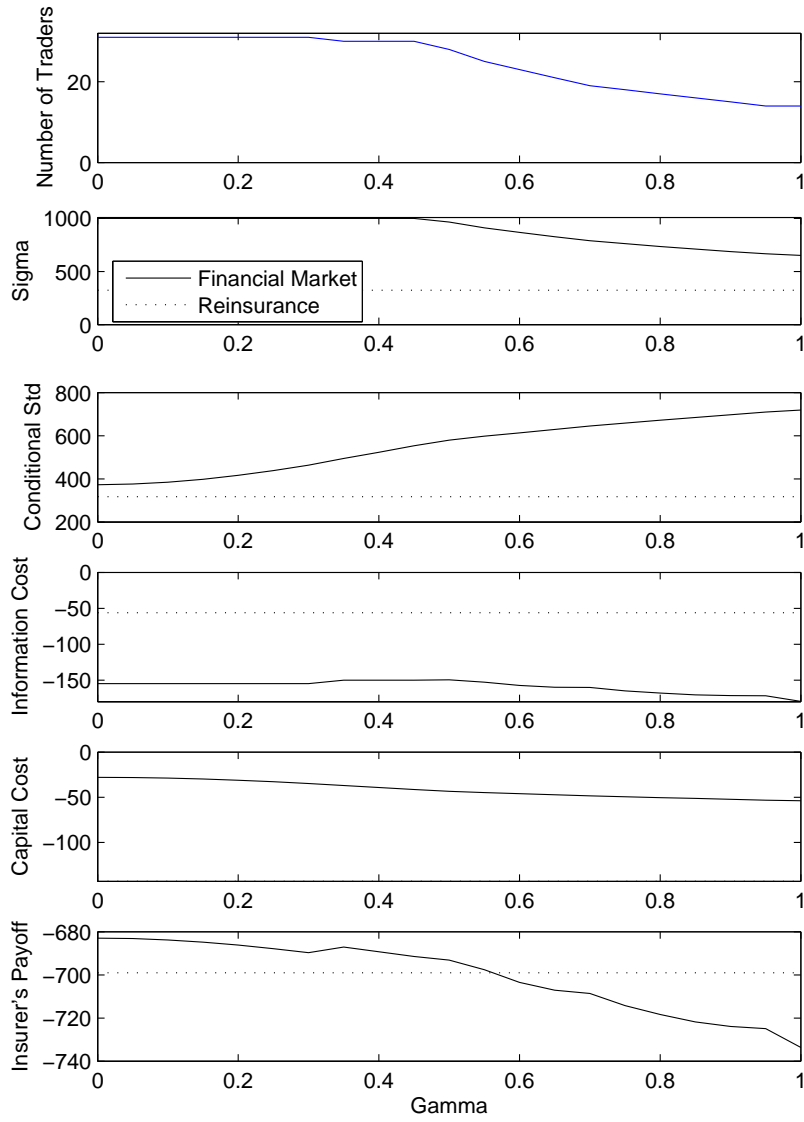 Number of Traders
20
0
0 0.2 0.4 0.6 0.8 1
Sigma
1000
500
0
Financial Market
Reinsurance
0 0.2 0.4 0.6 0.8 1
Conditional Std
800
600
400
200
0 0.2 0.4 0.6 0.8 1
Information Cost
0
−50
−100
−150
0 0.2 0.4 0.6 0.8 1
Capital Cost
0
−50
−100
0 0.2 0.4 0.6 0.8 1
Insurer's Payoff
−680
−700
−720
−740
0 0.2 0.4 0.6 0.8 1
Gamma